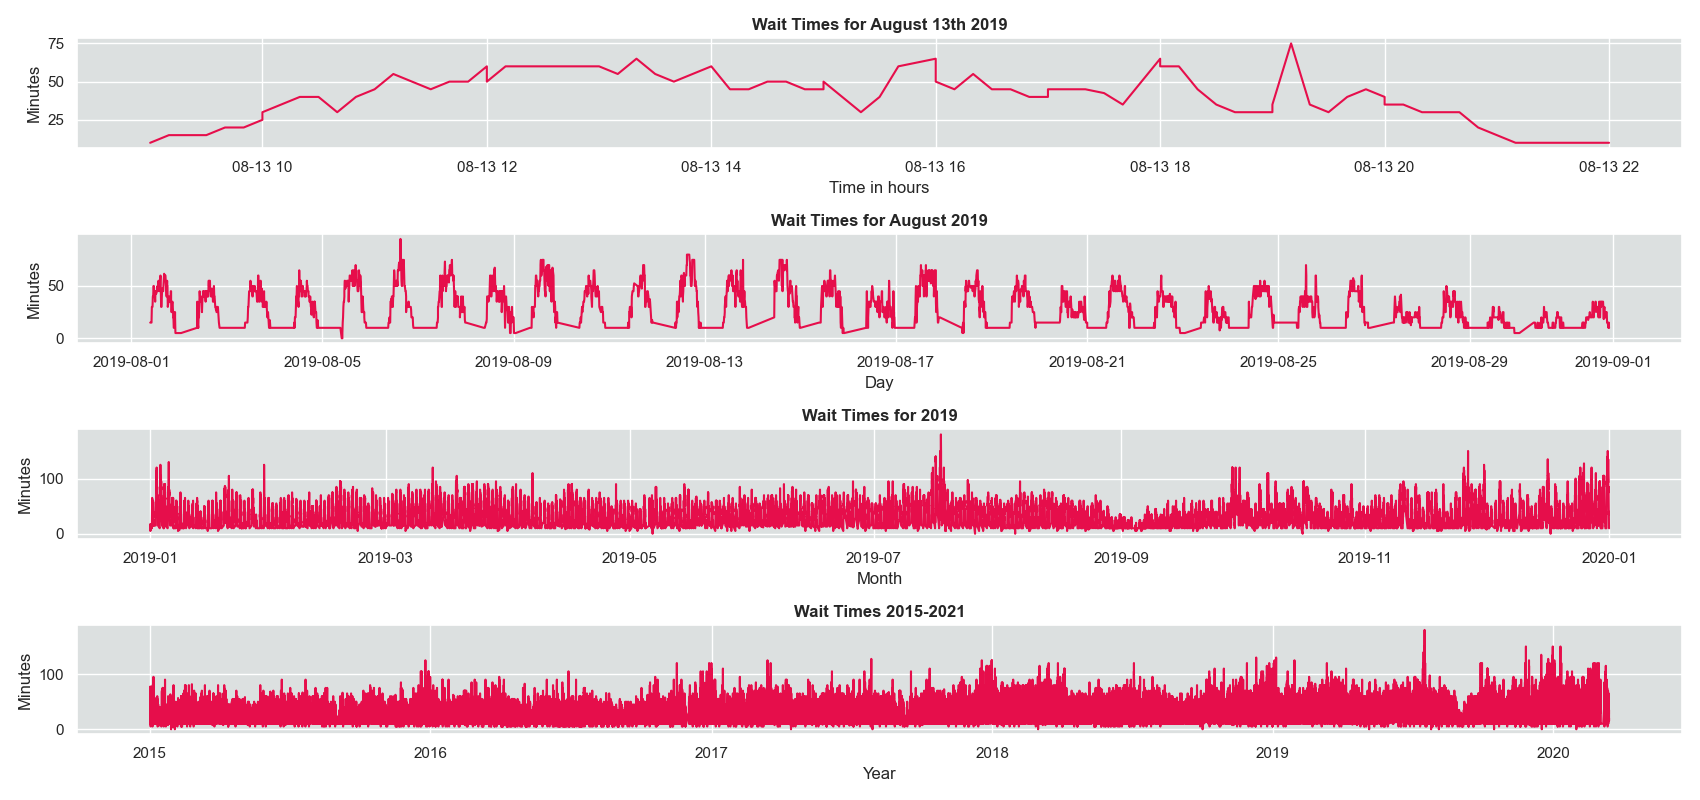 Wait Times for August 13th 2019
75
50
25
Minutes
08-13 10 08-13 12 08-13 14 08-13 16 08-13 18 08-13 20 08-13 22
Time in hours
Wait Times for August 2019
50
0
Minutes
2019-08-01 2019-08-05 2019-08-09 2019-08-13 2019-08-17 2019-08-21 2019-08-25 2019-08-29 2019-09-01
Day
Wait Times for 2019
100
0
Minutes
2019-01 2019-03 2019-05 2019-07 2019-09 2019-11 2020-01
Month
Wait Times 2015-2021
100
0
Minutes
2015 2016 2017 2018 2019 2020
Year